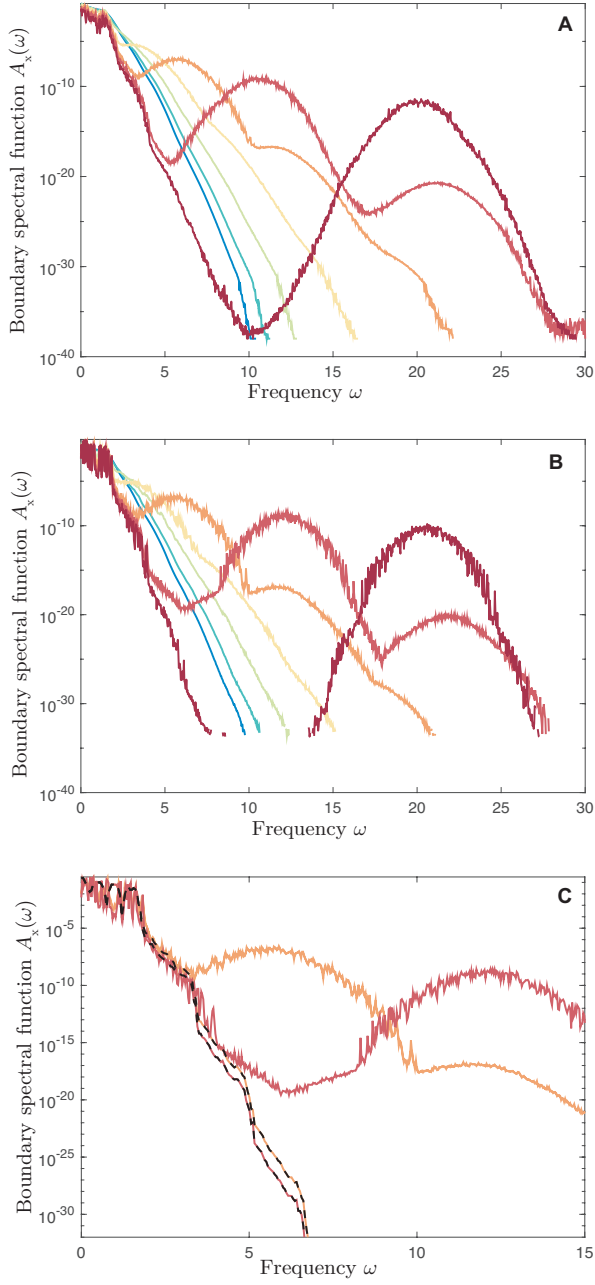 A
Boundary spectral function A_x(ω)
10^-10
10^-20
10^-30
10^-40
0 5 10 15 20 25 30
Frequency ω
B
Boundary spectral function A_x(ω)
10^-10
10^-20
10^-30
10^-40
0 5 10 15 20 25 30
Frequency ω
C
Boundary spectral function A_x(ω)
10^-5
10^-10
10^-15
10^-20
10^-25
10^-30
0 5 10 15
Frequency ω